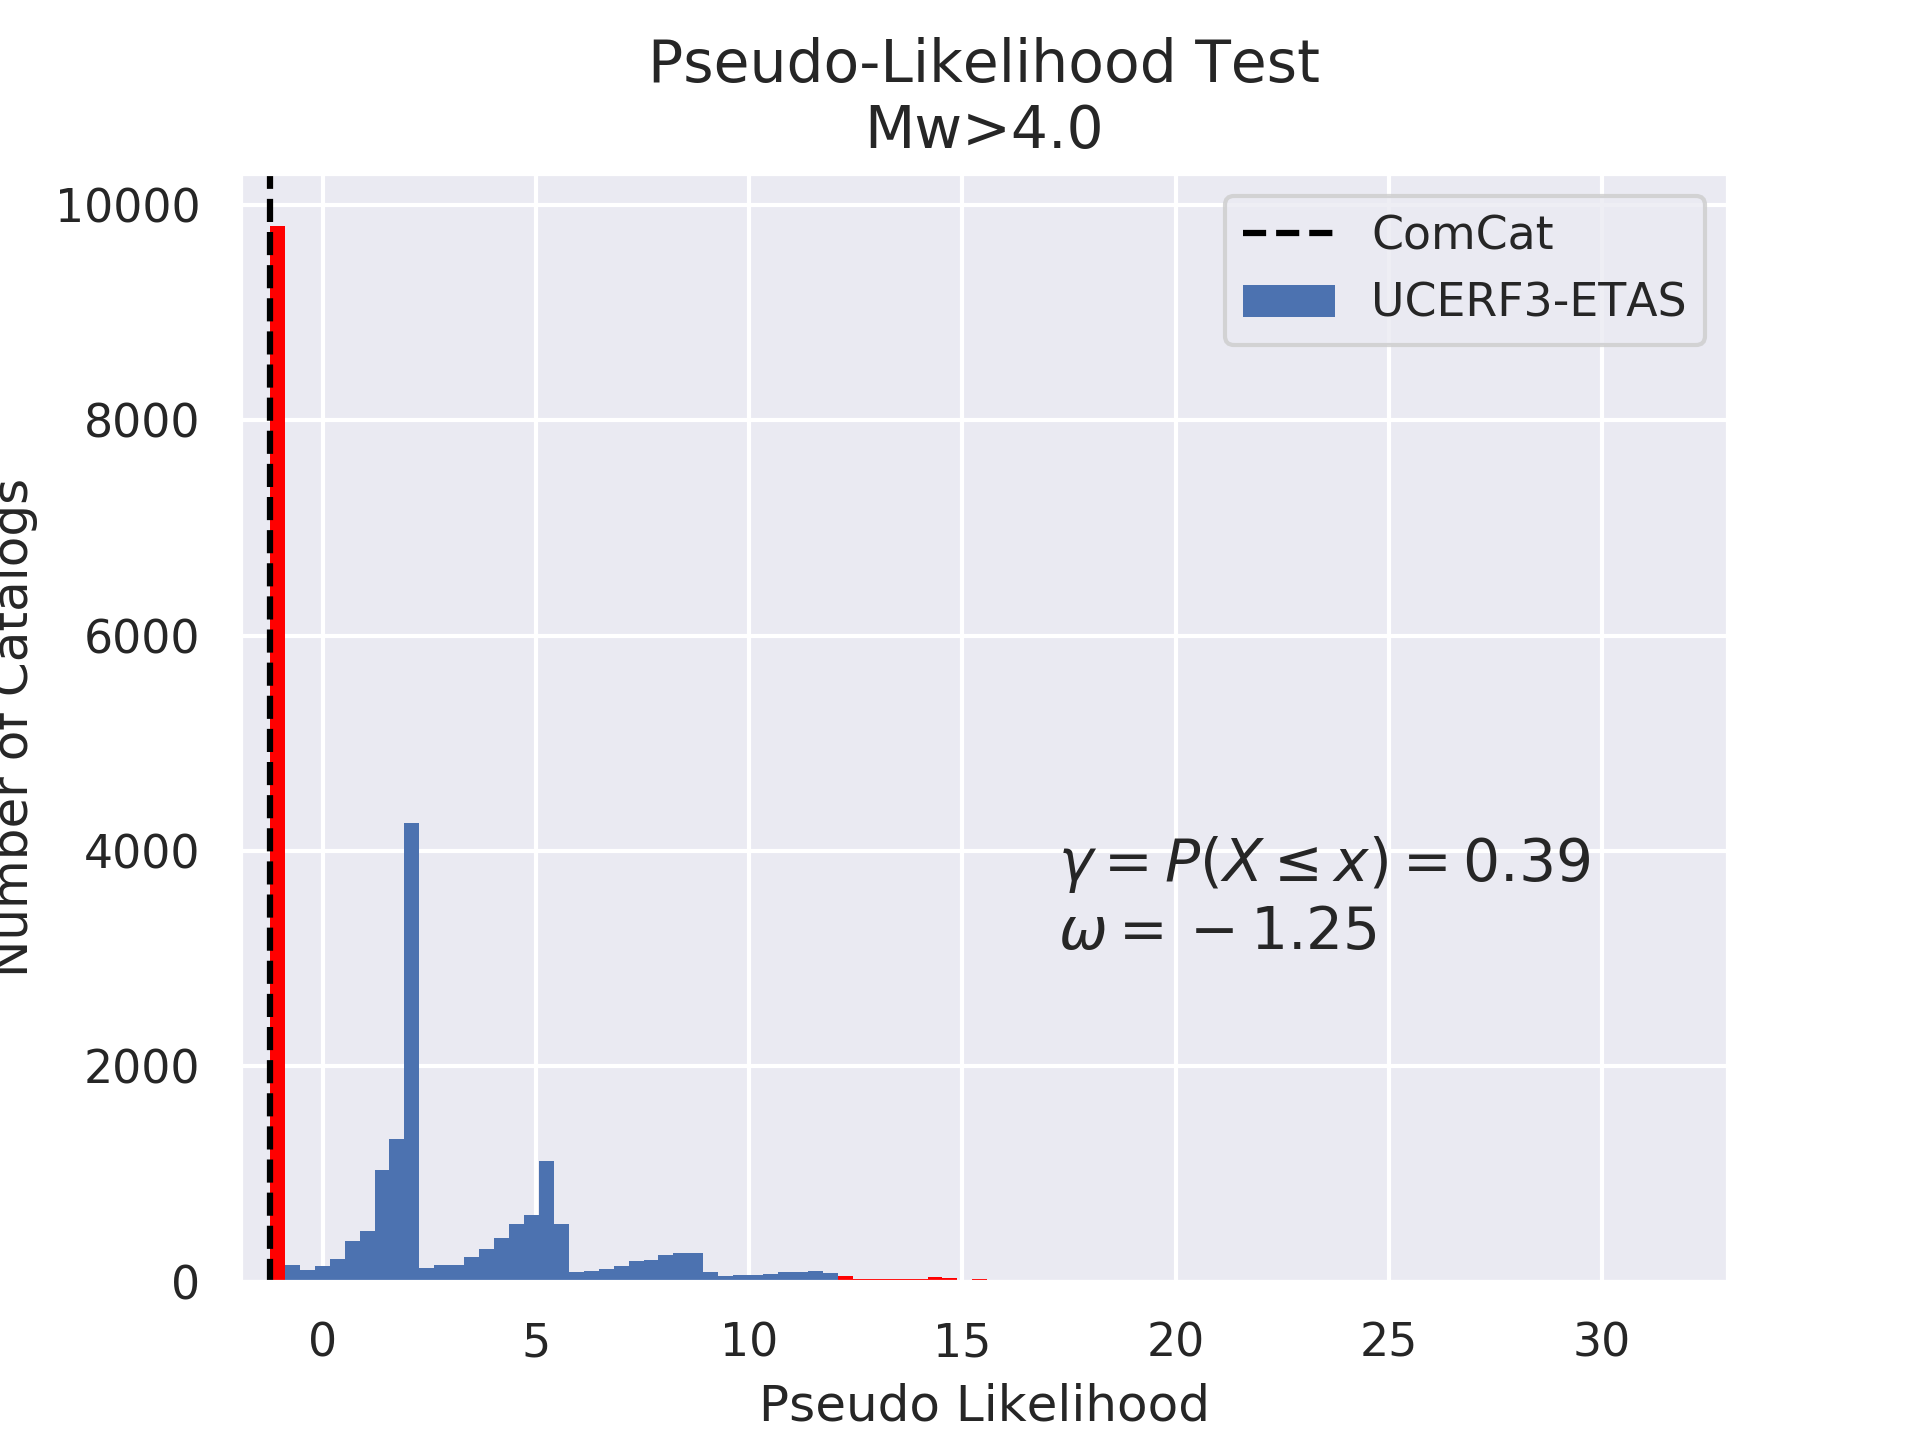 Pseudo-Likelihood Test
Mw>4.0
10000
8000
6000
4000
2000
0
Number of Catalogs
ComCat
UCERF3-ETAS
γ = P(X ≤ x) = 0.39
ω = − 1.25
0 5 10 15 20 25 30
Pseudo Likelihood